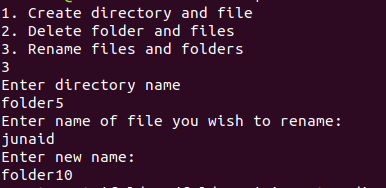 1. Create directory and file
2. Delete folder and files
3. Rename files and folders
3
Enter directory name
folder5
Enter name of file you wish to rename:
junaid
Enter new name:
folder10